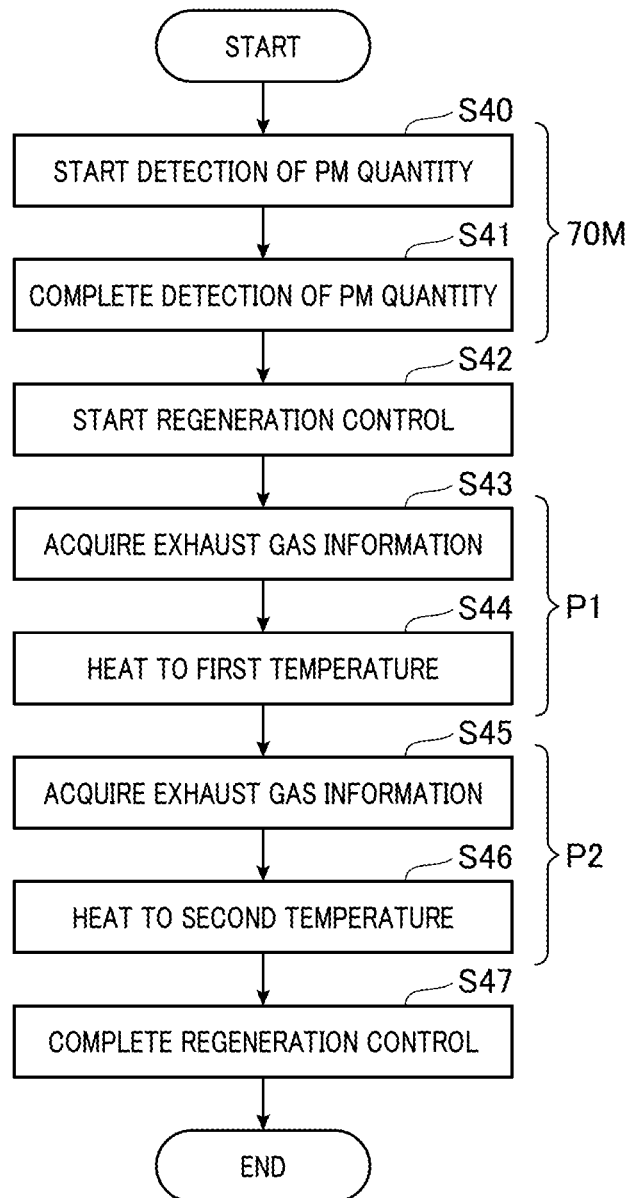 START
S40
START DETECTION OF PM QUANTITY
S41
70M
COMPLETE DETECTION OF PM QUANTITY
S42
START REGENERATION CONTROL
S43
ACQUIRE EXHAUST GAS INFORMATION
S44
P1
HEAT TO FIRST TEMPERATURE
S45
ACQUIRE EXHAUST GAS INFORMATION
S46
P2
HEAT TO SECOND TEMPERATURE
S47
COMPLETE REGENERATION CONTROL
END